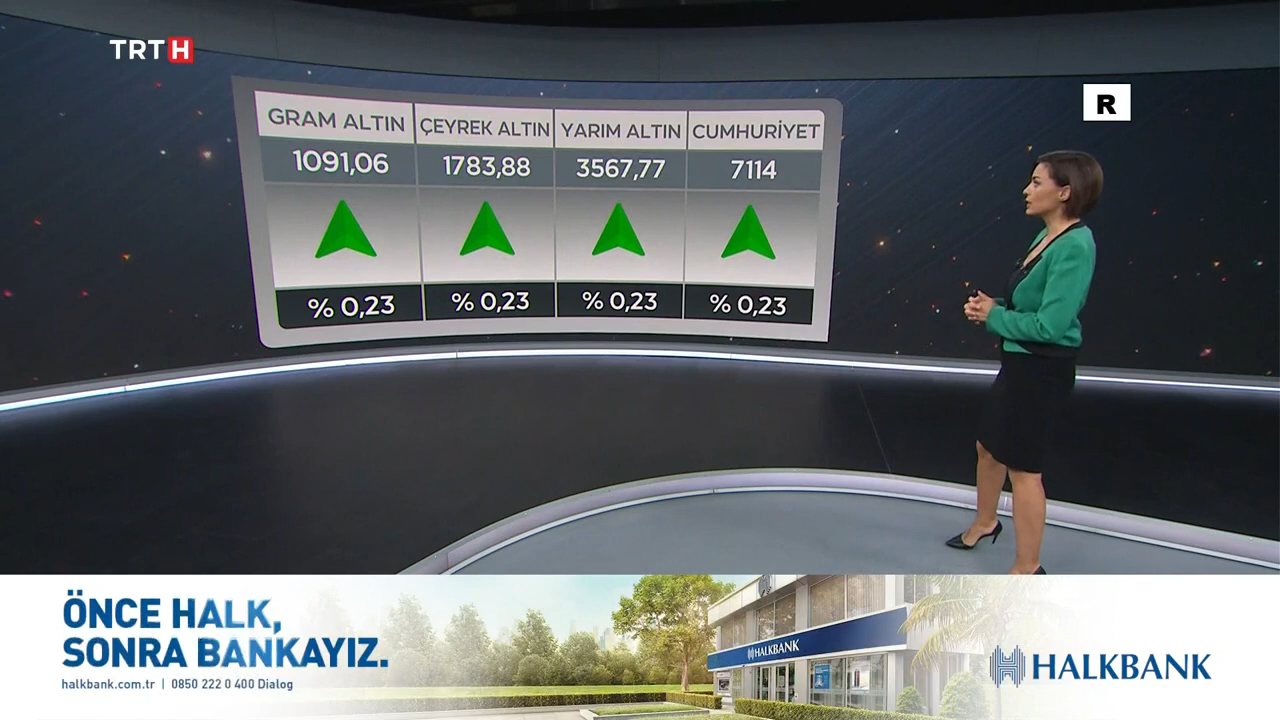 TRT H
R
GRAM ALTIN ÇEYREK ALTIN YARIM ALTIN CUMHURİYET
1091,06 1783,88 3567,77 7114
% 0,23 % 0,23 % 0,23 % 0,23
ÖNCE HALK,
SONRA BANKAYIZ.
halkbank.com.tr | 0850 222 0 400 Dialog
HALKBANK
HALKBANK